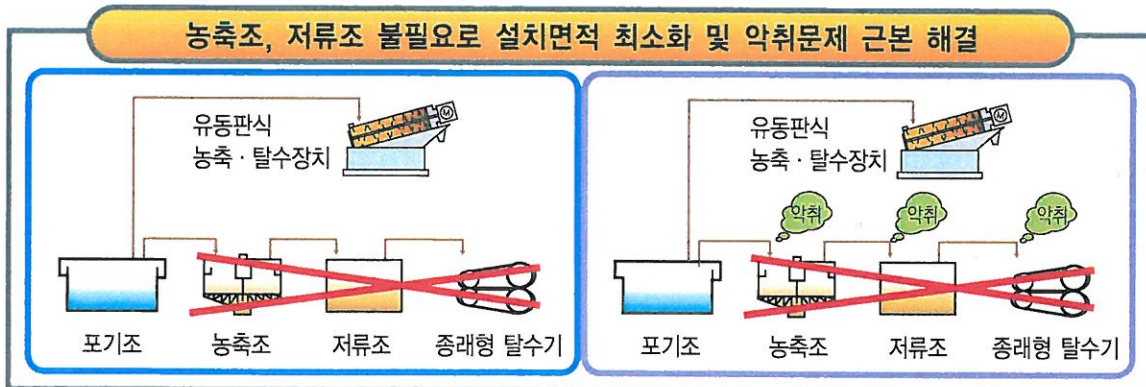 농축조, 저류조 불필요로 설치면적 최소화 및 악취문제 근본 해결
유동판식
농축 · 탈수장치
M
포기조
농축조
저류조
종래형 탈수기
유동판식
농축 · 탈수장치
M
악취
악취
악취
포기조
농축조
저류조
종래형 탈수기